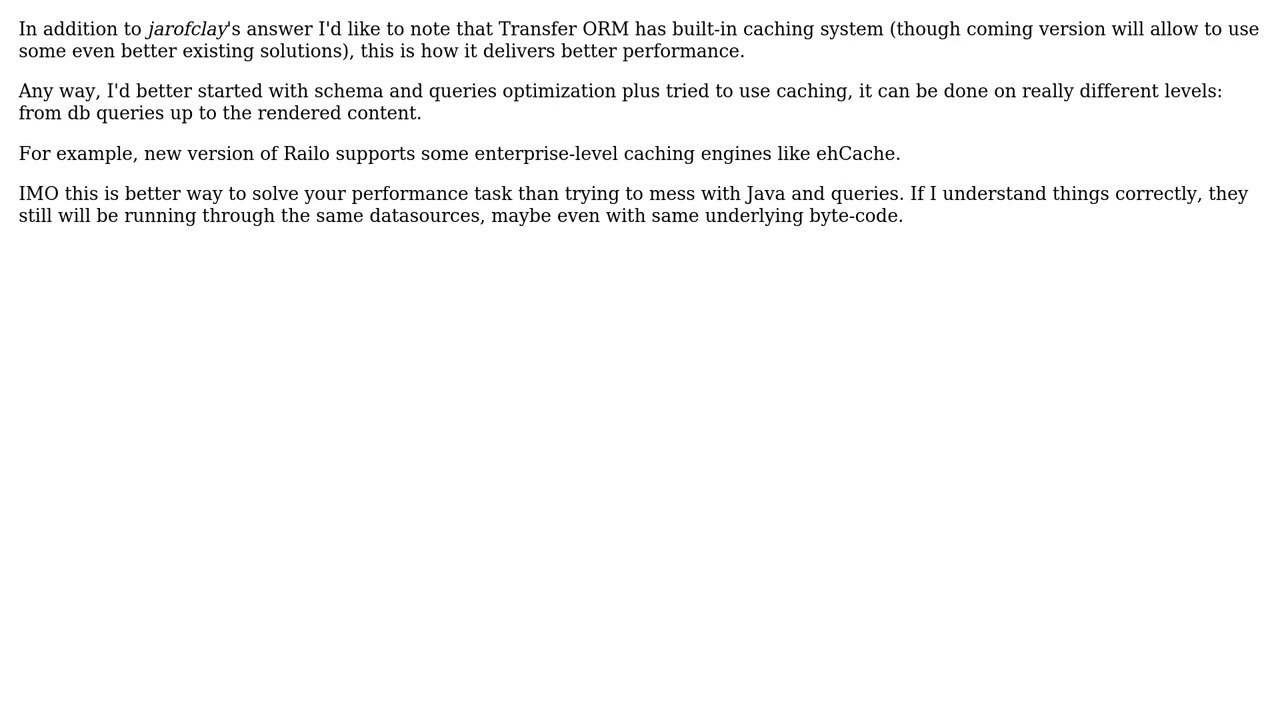 In addition to jarofclay's answer I'd like to note that Transfer ORM has built-in caching system (though coming version will allow to use
some even better existing solutions), this is how it delivers better performance.
Any way, I'd better started with schema and queries optimization plus tried to use caching, it can be done on really different levels:
from db queries up to the rendered content.
For example, new version of Railo supports some enterprise-level caching engines like ehCache.
IMO this is better way to solve your performance task than trying to mess with Java and queries. If I understand things correctly, they
still will be running through the same datasources, maybe even with same underlying byte-code.